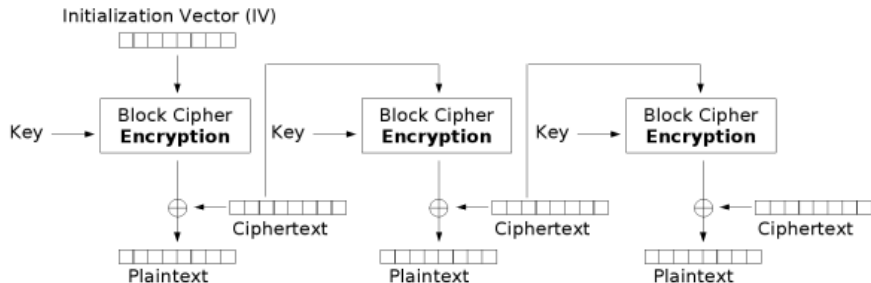 Initialization Vector (IV)
Block Cipher
Encryption
Key
Block Cipher
Encryption
Key
Block Cipher
Encryption
Key
Ciphertext
Ciphertext
Ciphertext
Plaintext
Plaintext
Plaintext